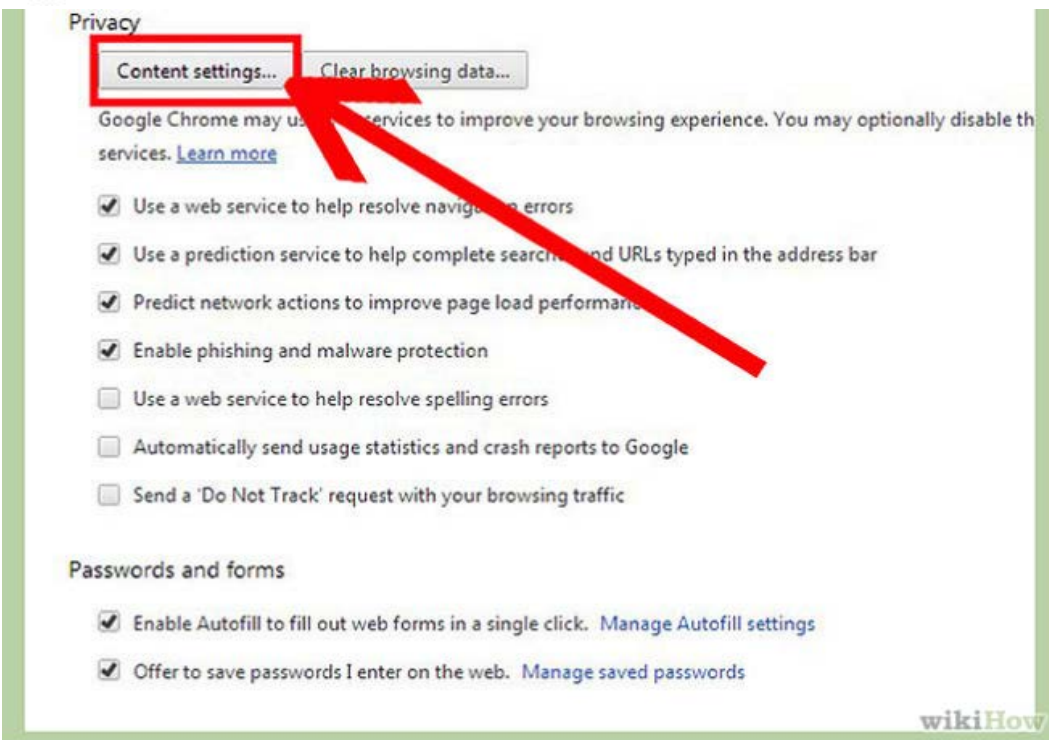 Privacy
Content settings... Clear browsing data...
Google Chrome may services to improve your browsing experience. You may optionally disable th
services. Learn more
Use a web service to help resolve navigation errors
Use a prediction service to help complete searches and URLs typed in the address bar
Predict network actions to improve page load performance
Enable phishing and malware protection
Use a web service to help resolve spelling errors
Automatically send usage statistics and crash reports to Google
Send a 'Do Not Track' request with your browsing traffic
Passwords and forms
Enable Autofill to fill out web forms in a single click. Manage Autofill settings
Offer to save passwords I enter on the web. Manage saved passwords
wikiHow